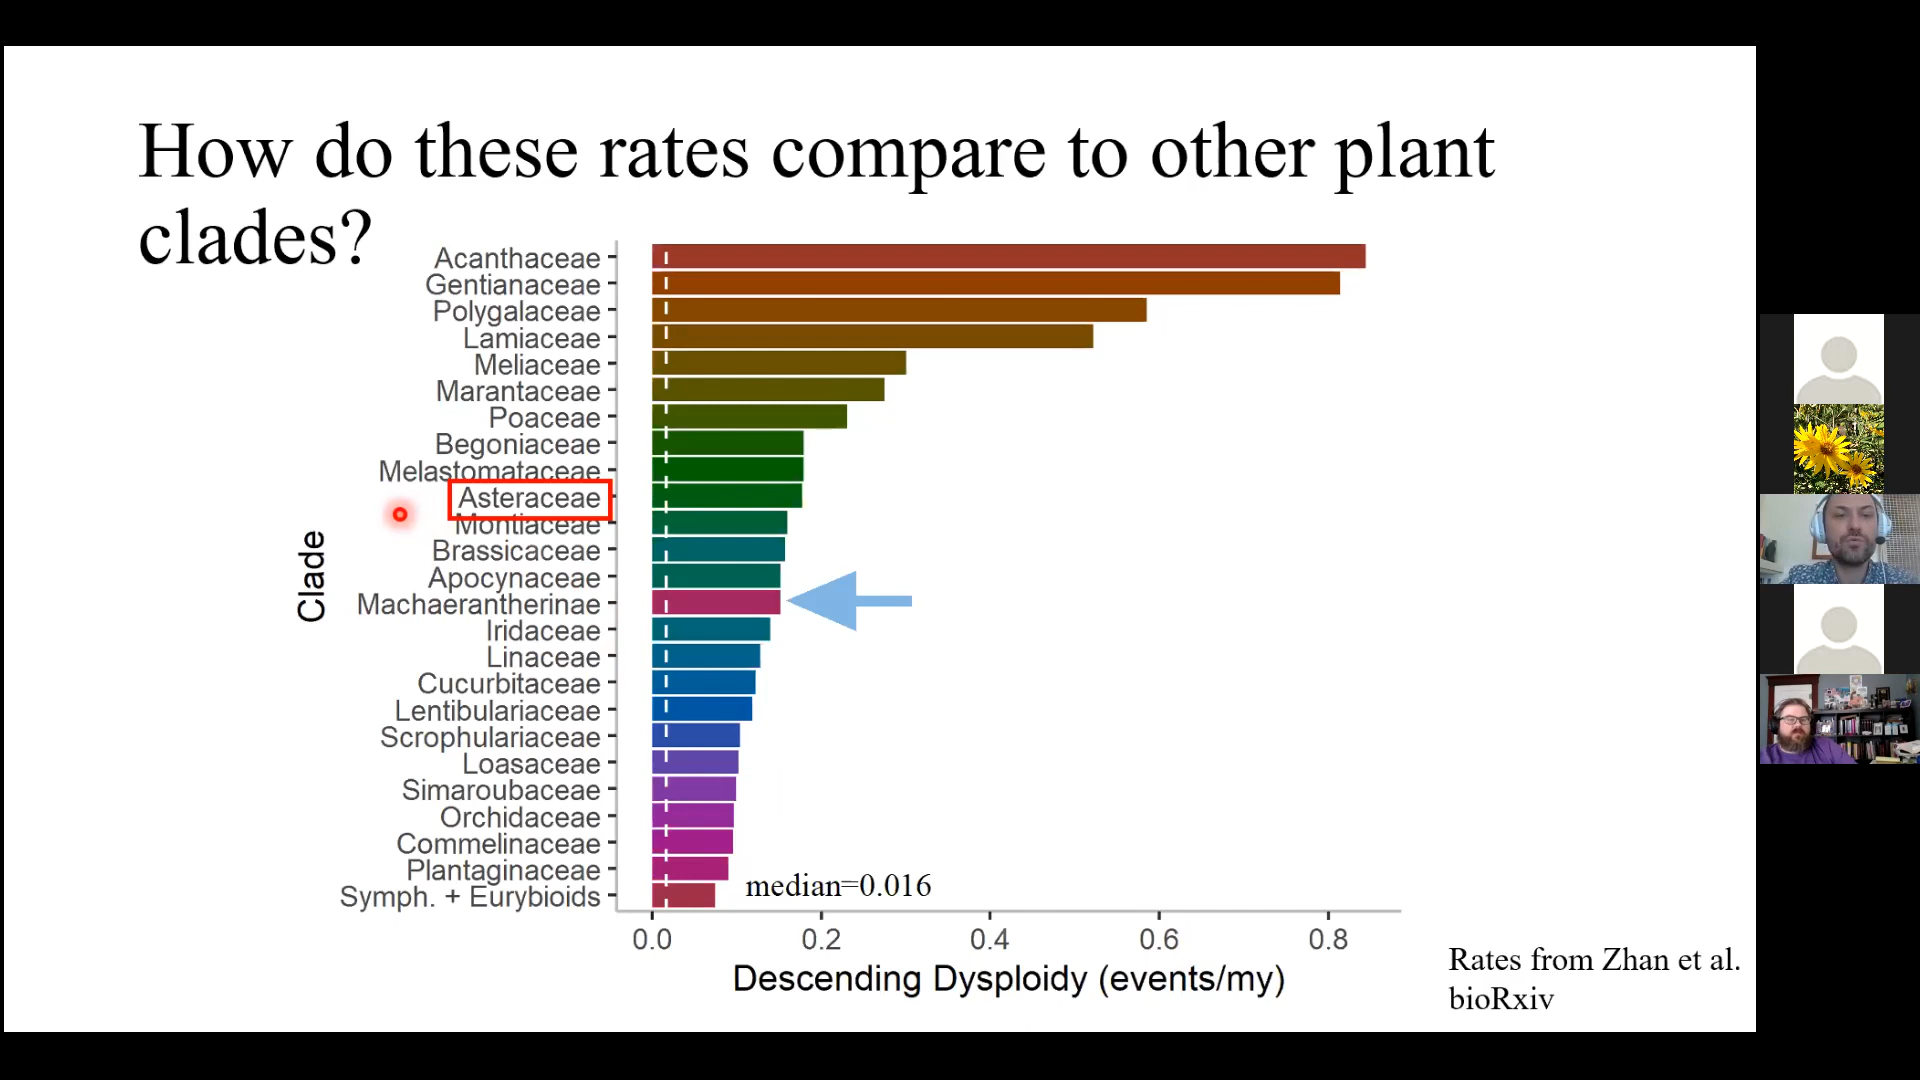 How do these rates compare to other plant
clades?
Acanthaceae
Gentianaceae
Polygalaceae
Lamiaceae
Meliaceae
Marantaceae
Poaceae
Begoniaceae
Melastomataceae
Asteraceae
Montiaceae
Brassicaceae
Apocynaceae
Machaerantherinae
Iridaceae
Linaceae
Cucurbitaceae
Lentibulariaceae
Scrophulariaceae
Loasaceae
Simaroubaceae
Orchidaceae
Commelinaceae
Plantaginaceae
Symph. + Eurybioids
Clade
median=0.016
0.0 0.2 0.4 0.6 0.8
Descending Dysploidy (events/my)
Rates from Zhan et al.
bioRxiv